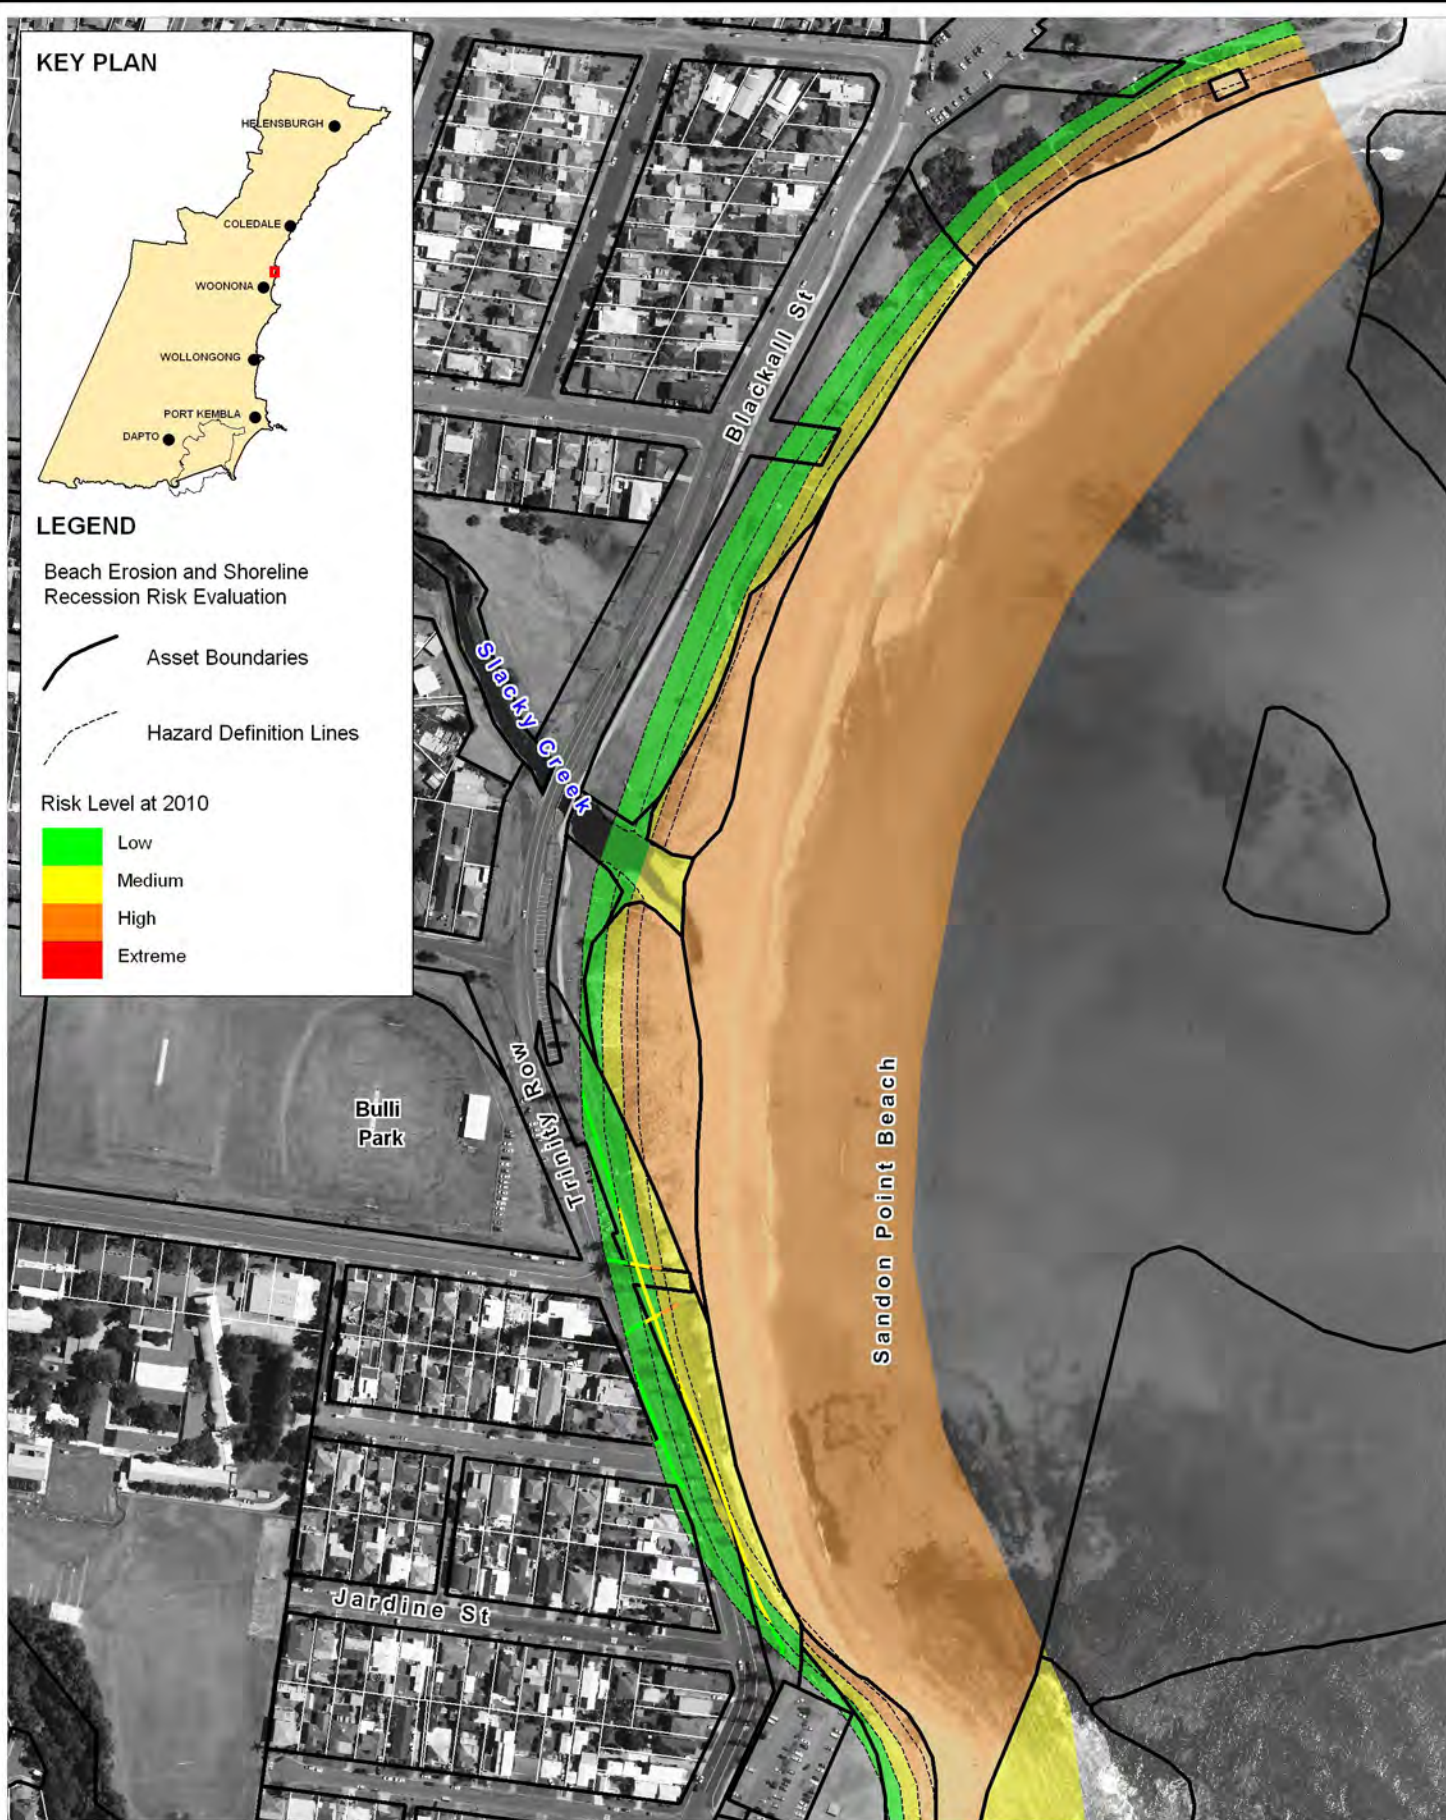 KEY PLAN
HELENSBURGH
COLEDALE
WOONONA
WOLLONGONG
PORT KEMBLA
DAPTO
LEGEND
Beach Erosion and Shoreline
Recession Risk Evaluation
Asset Boundaries
Hazard Definition Lines
Risk Level at 2010
Low
Medium
High
Extreme
Blackall St
Slacky Creek
Trinity Row
Bulli
Park
Sandon Point Beach
Jardine St